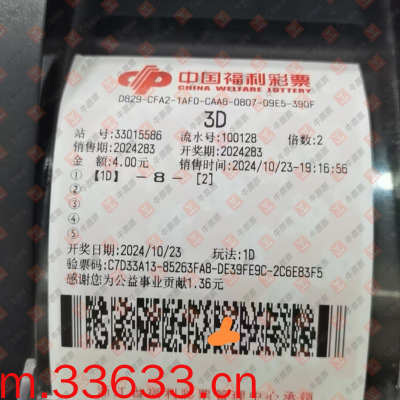 中国福利彩票
CHINA WELFARE LOTTERY
D829-CFA2-1AFD-CAA8-0807-09E5-390F
3D
站 号:33015586 流水号:100128 倍数:2
销售期:2024283 开奖期:2024283
金 额:4.00元 销售时间:2024/10/23-19:16:56
① 【1D】 -8- [2]
②
③
④
⑤
开奖日期:2024/10/23 玩法:1D
验票码:C7D33A13-85263FA8-DE39FE9C-2C6E83F5
感谢您为公益事业贡献1.36元
m.33633.cn